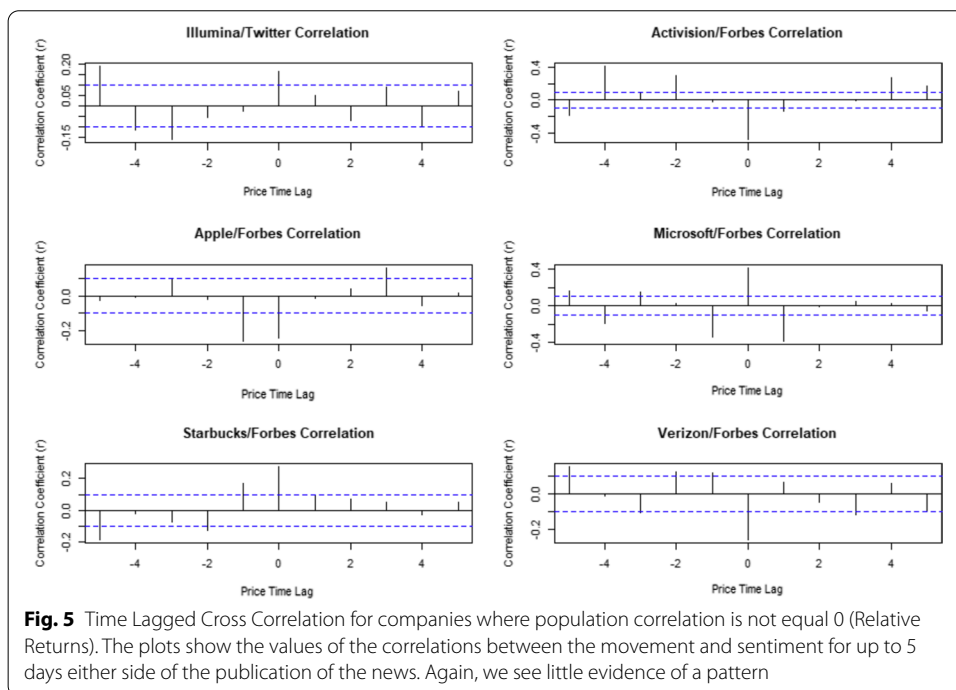 Illumina/Twitter Correlation
Correlation Coefficient (r)
0.20
0.05
-0.15
-4
-2
0
2
4
Price Time Lag
Activision/Forbes Correlation
Correlation Coefficient (r)
0.4
0.0
-0.4
-4
-2
0
2
4
Price Time Lag
Apple/Forbes Correlation
Correlation Coefficient (r)
0.0
-0.2
-4
-2
0
2
4
Price Time Lag
Microsoft/Forbes Correlation
Correlation Coefficient (r)
0.4
0.0
-0.4
-4
-2
0
2
4
Price Time Lag
Starbucks/Forbes Correlation
Correlation Coefficient (r)
0.2
0.0
-0.2
-4
-2
0
2
4
Price Time Lag
Verizon/Forbes Correlation
Correlation Coefficient (r)
0.0
-0.2
-4
-2
0
2
4
Price Time Lag
Fig. 5 Time Lagged Cross Correlation for companies where population correlation is not equal 0 (Relative
Returns). The plots show the values of the correlations between the movement and sentiment for up to 5
days either side of the publication of the news. Again, we see little evidence of a pattern